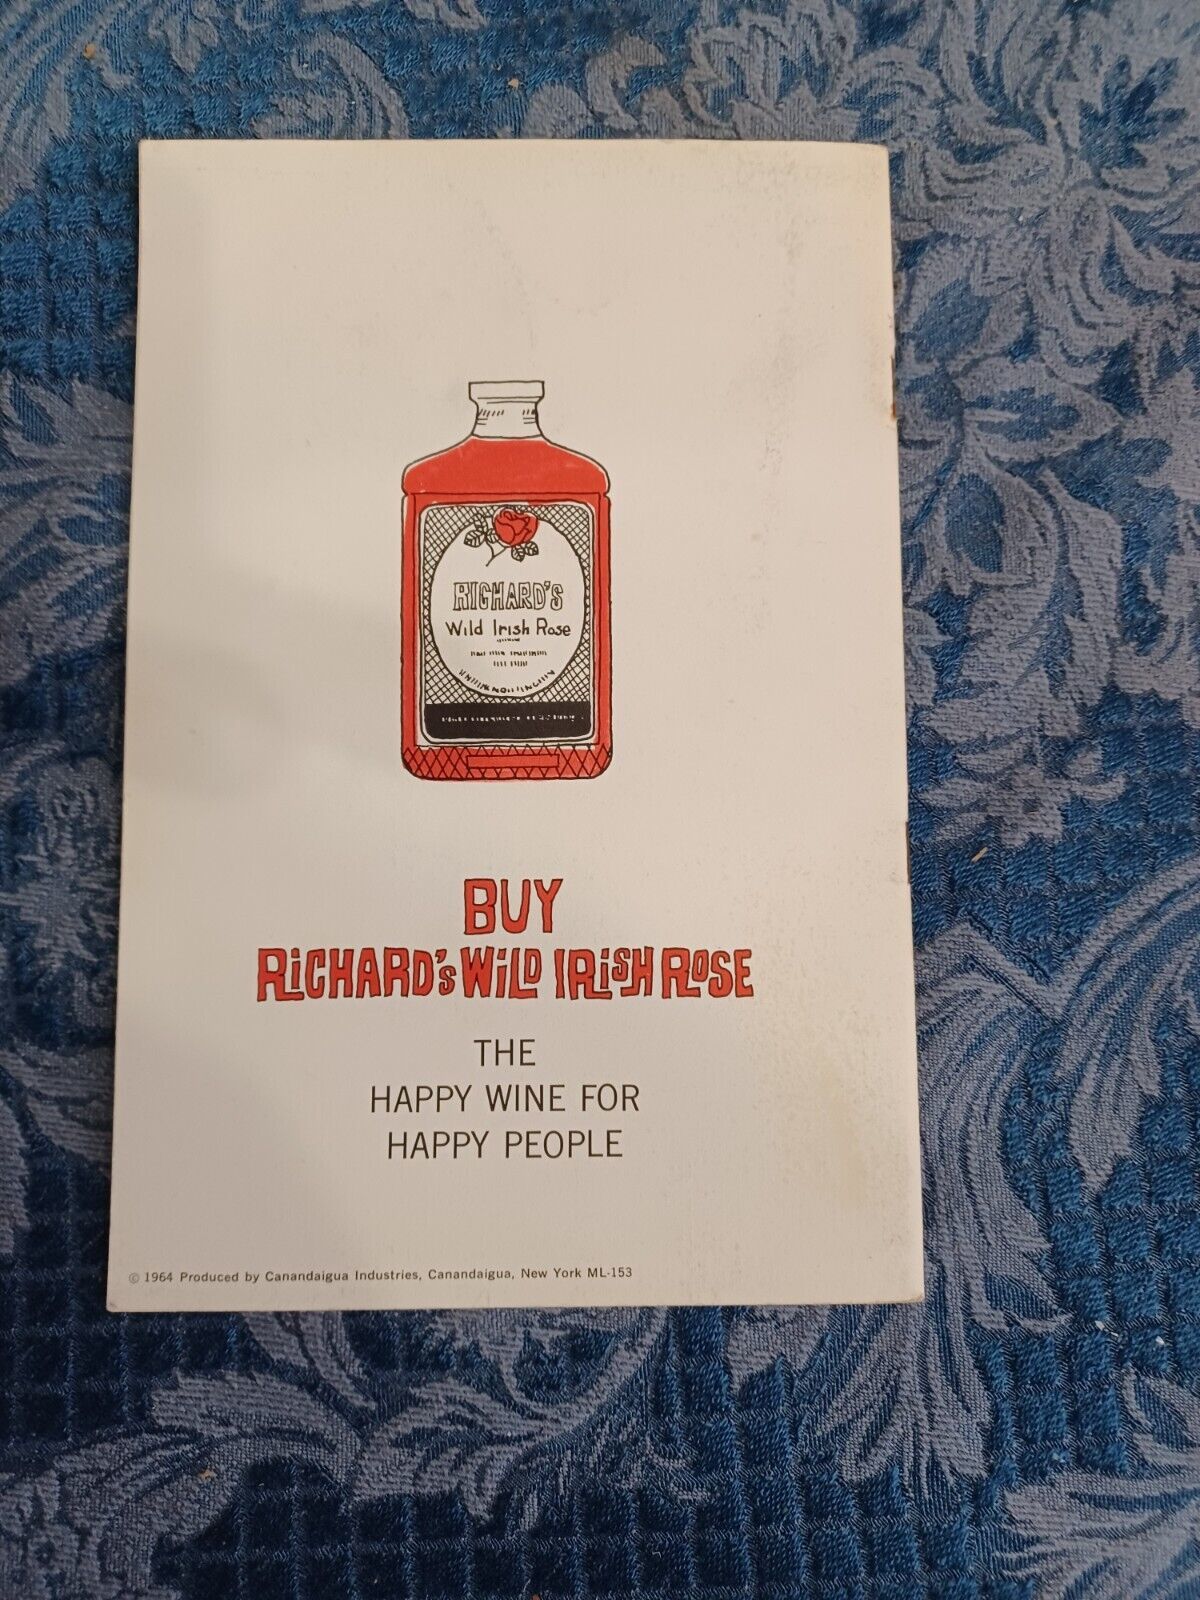 RICHARD'S
Wild Irish Rose
BUY
RICHARD'S WILD IRISH ROSE
THE
HAPPY WINE FOR
HAPPY PEOPLE
© 1964 Produced by Canandaigua Industries, Canandaigua, New York ML-153